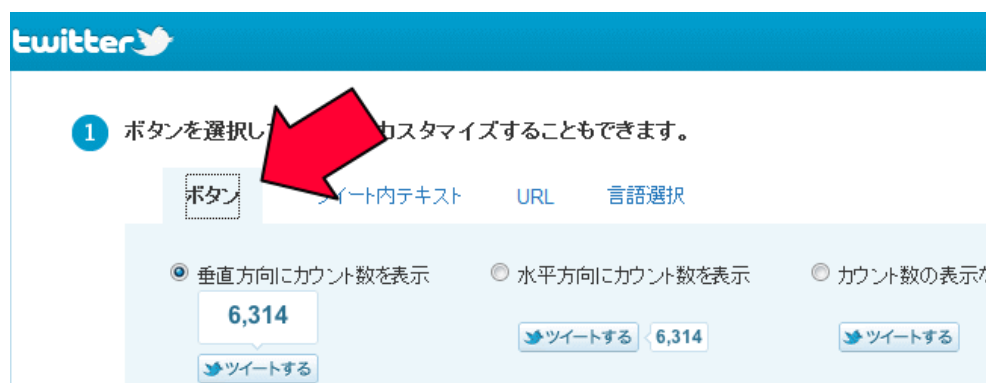 twitter
1 ボタンを選択し カスタマイズすることもできます。
ボタン イート内テキスト URL 言語選択
垂直方向にカウント数を表示 水平方向にカウント数を表示 カウント数の表示
6,314
ツイートする 6,314 ツイートする
ツイートする